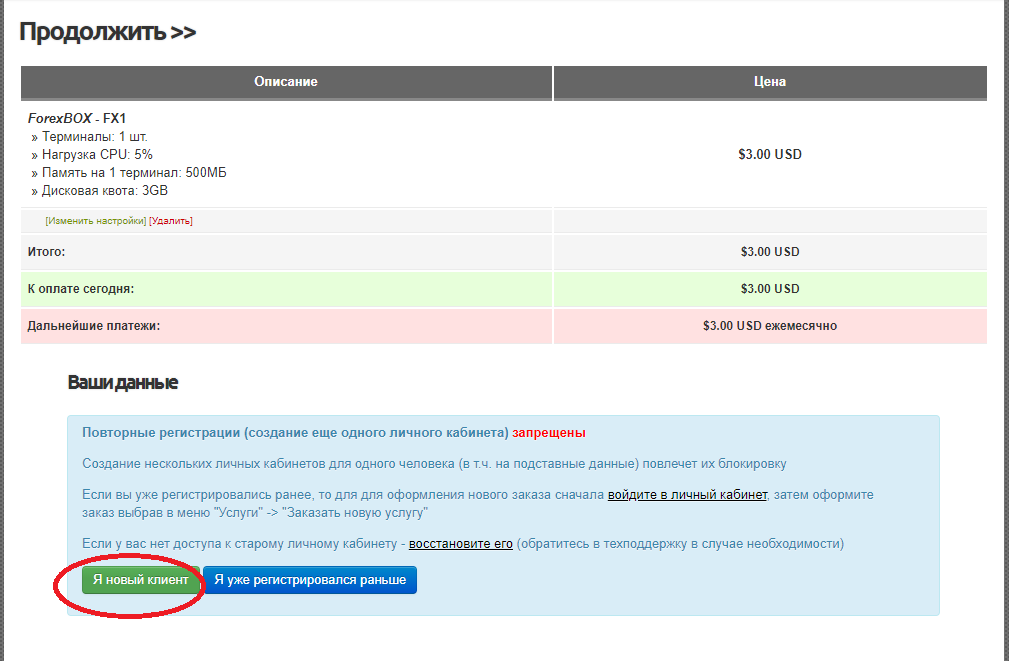 Продолжить >>
Описание Цена
ForexBOX - FX1
» Терминалы: 1 шт.
» Нагрузка CPU: 5% $3.00 USD
» Память на 1 терминал: 500МБ
» Дисковая квота: 3GB
[Изменить настройки] [Удалить]
Итого: $3.00 USD
К оплате сегодня: $3.00 USD
Дальнейшие платежи: $3.00 USD ежемесячно
Ваши данные
Повторные регистрации (создание еще одного личного кабинета) запрещены
Создание нескольких личных кабинетов для одного человека (в т.ч. на подставные данные) повлечет их блокировку
Если вы уже регистрировались ранее, то для для оформления нового заказа сначала войдите в личный кабинет, затем оформите
заказ выбрав в меню "Услуги" -> "Заказать новую услугу"
Если у вас нет доступа к старому личному кабинету - восстановите его (обратитесь в техподдержку в случае необходимости)
Я новый клиент Я уже регистрировался раньше